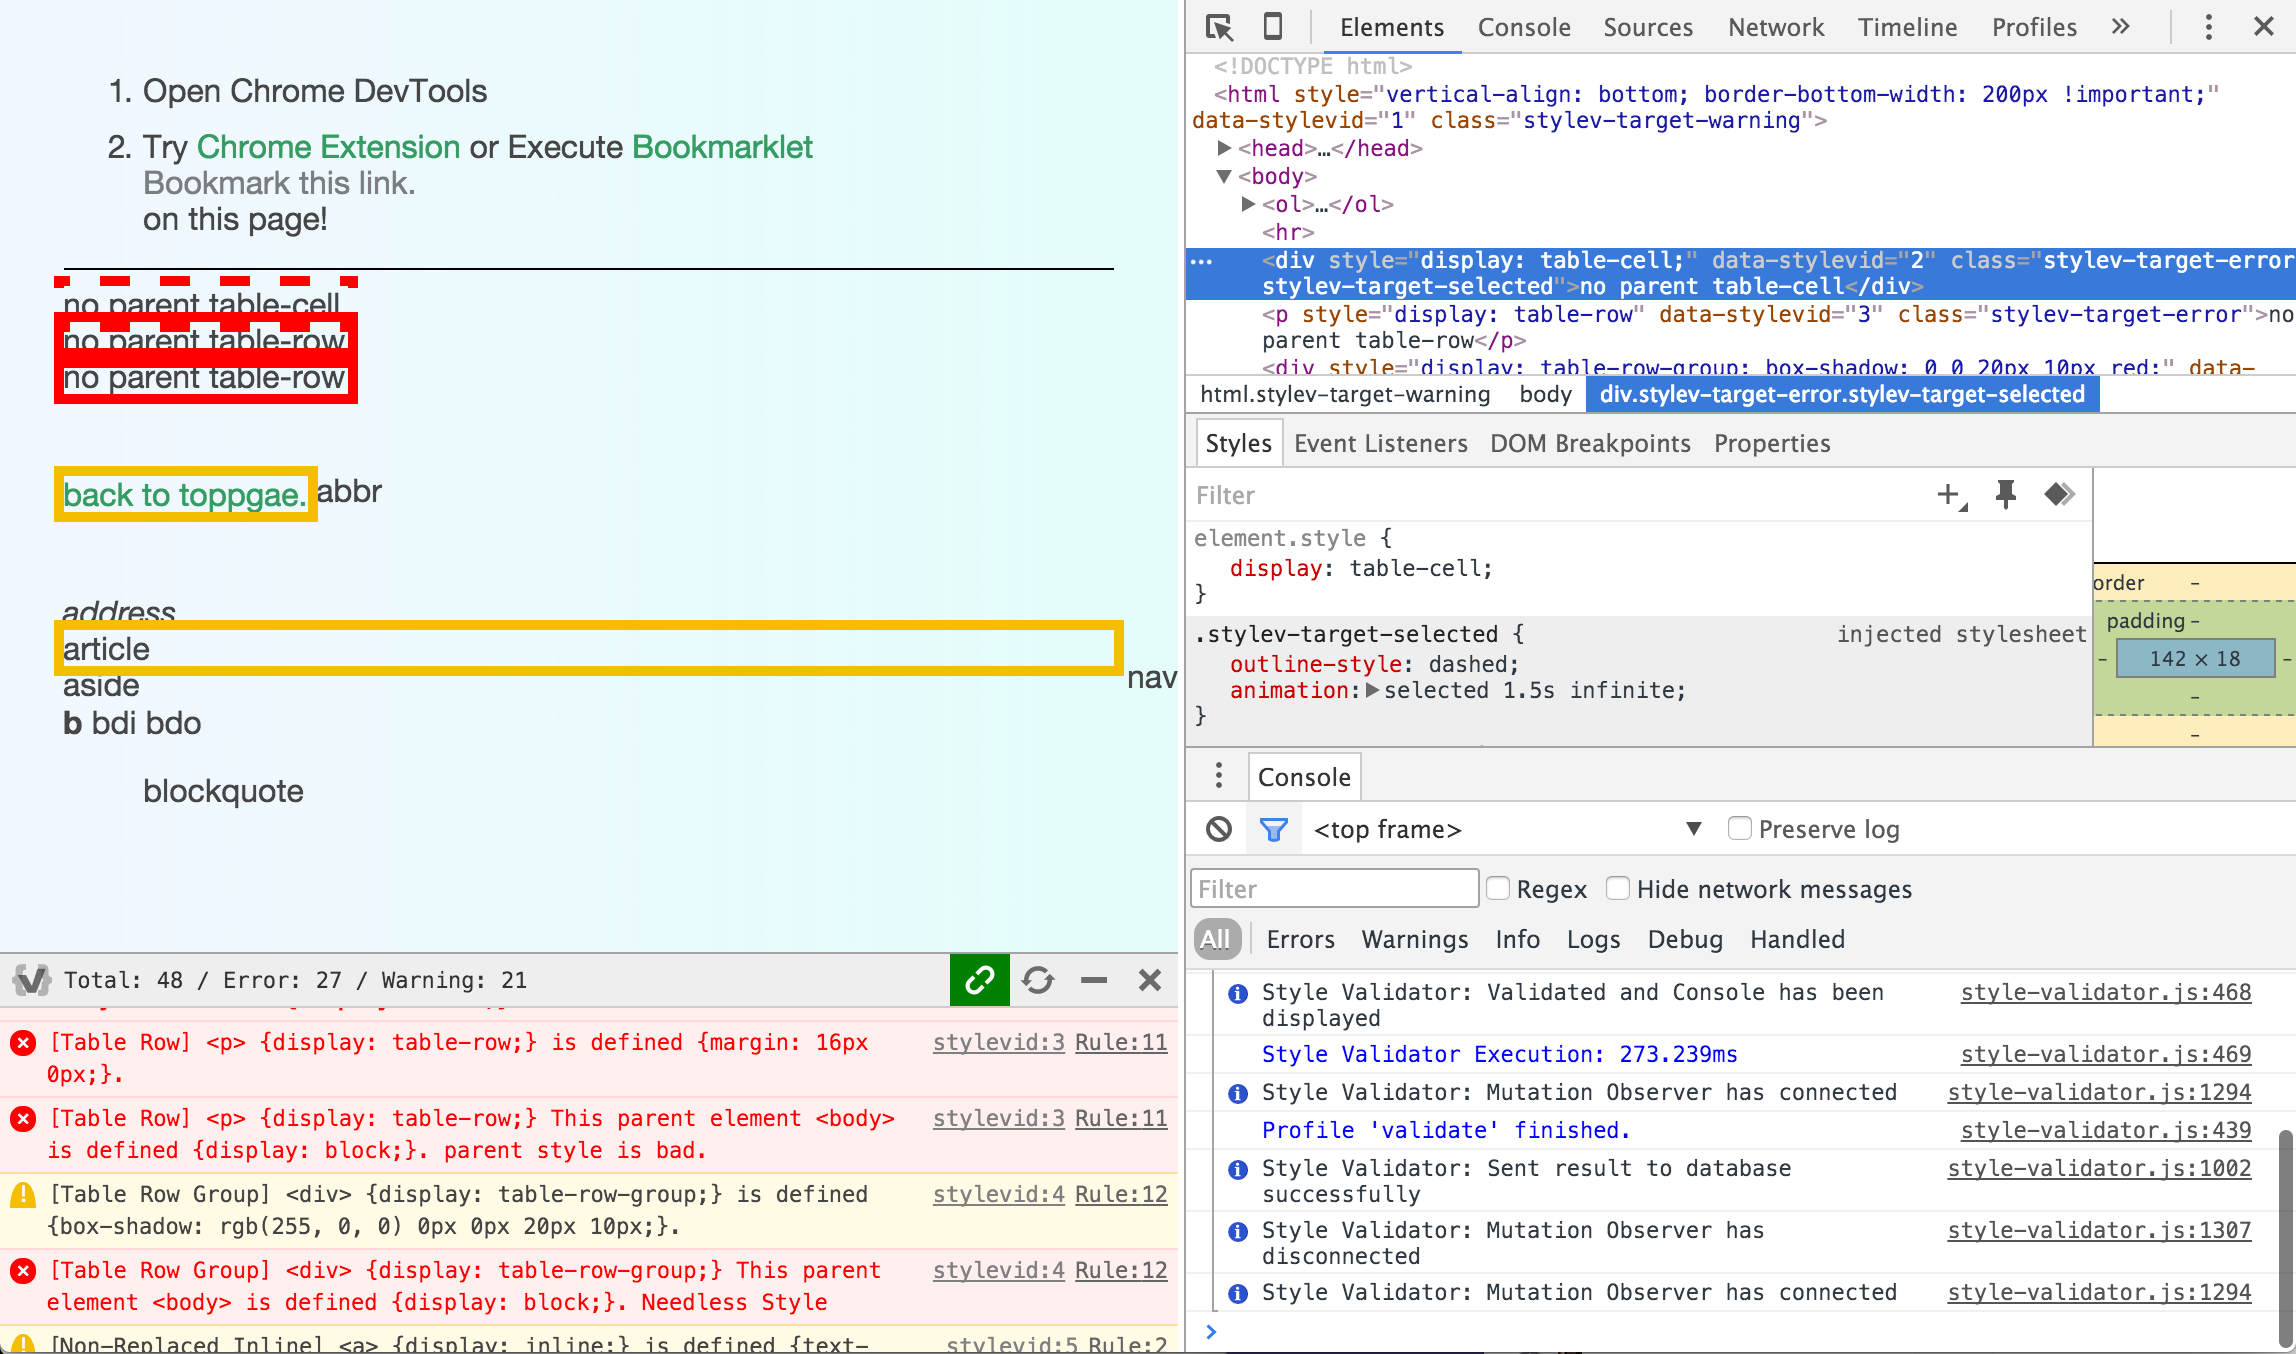 1. Open Chrome DevTools
2. Try Chrome Extension or Execute Bookmarklet
Bookmark this link.
on this page!
no parent table-cell
no parent table-row
no parent table-row
back to toppgae. abbr
address
article
nav
aside
b bdi bdo
blockquote
Total: 48 / Error: 27 / Warning: 21
[Table Row] <p> {display: table-row;} is defined {margin: 16px stylevid:3 Rule:11
0px;}.
[Table Row] <p> {display: table-row;} This parent element <body> stylevid:3 Rule:11
is defined {display: block;}. parent style is bad.
[Table Row Group] <div> {display: table-row-group;} is defined stylevid:4 Rule:12
{box-shadow: rgb(255, 0, 0) 0px 0px 20px 10px;}.
[Table Row Group] <div> {display: table-row-group;} This parent stylevid:4 Rule:12
element <body> is defined {display: block;}. Needless Style
[Non-Replaced Inline] <a> {display: inline;} is defined {text- stylevid:5 Rule:2
Elements Console Sources Network Timeline Profiles
<!DOCTYPE html>
<html style="vertical-align: bottom; border-bottom-width: 200px !important;"
data-stylevid="1" class="stylev-target-warning">
<head>…</head>
<body>
<ol>…</ol>
<hr>
<div style="display: table-cell;" data-stylevid="2" class="stylev-target-error
stylev-target-selected">no parent table-cell</div>
<p style="display: table-row" data-stylevid="3" class="stylev-target-error">no
parent table-row</p>
<div style="display: table-row-group; box-shadow: 0 0 20px 10px red;" data-
html.stylev-target-warning body div.stylev-target-error.stylev-target-selected
Styles Event Listeners DOM Breakpoints Properties
Filter
element.style {
display: table-cell;
}
.stylev-target-selected { injected stylesheet
outline-style: dashed;
animation: selected 1.5s infinite;
}
order -
padding -
- 142 × 18 -
-
-
Console
<top frame> Preserve log
Filter Regex Hide network messages
All Errors Warnings Info Logs Debug Handled
Style Validator: Validated and Console has been style-validator.js:468
displayed
Style Validator Execution: 273.239ms style-validator.js:469
Style Validator: Mutation Observer has connected style-validator.js:1294
Profile 'validate' finished. style-validator.js:439
Style Validator: Sent result to database style-validator.js:1002
successfully
Style Validator: Mutation Observer has style-validator.js:1307
disconnected
Style Validator: Mutation Observer has connected style-validator.js:1294